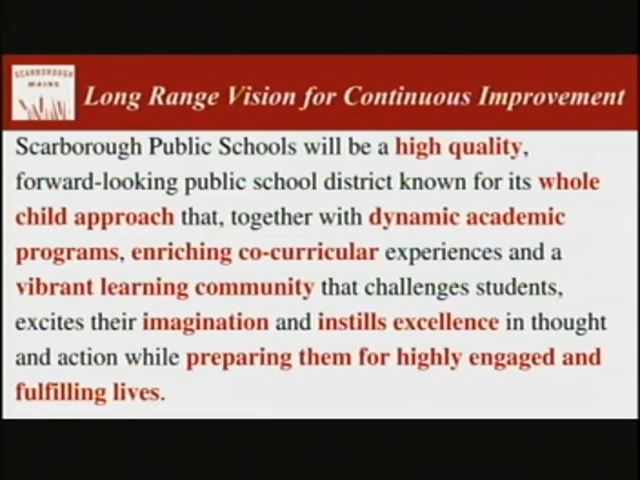 SCARBOROUGH
MAINE
Long Range Vision for Continuous Improvement
Scarborough Public Schools will be a high quality,
forward-looking public school district known for its whole
child approach that, together with dynamic academic
programs, enriching co-curricular experiences and a
vibrant learning community that challenges students,
excites their imagination and instills excellence in thought
and action while preparing them for highly engaged and
fulfilling lives.